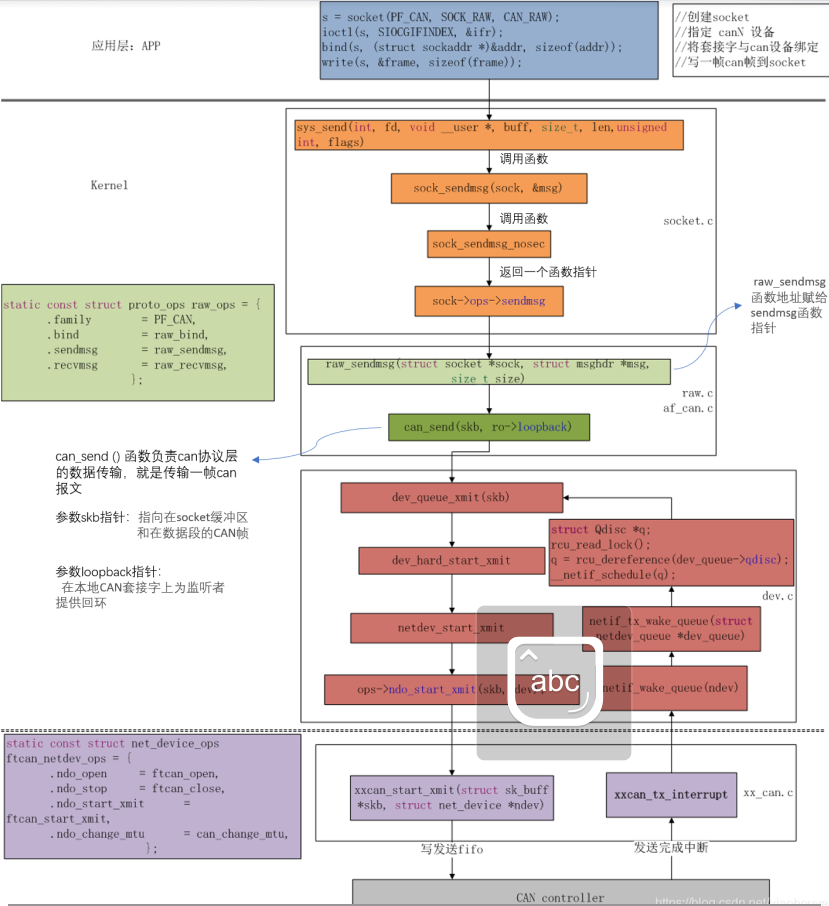 s = socket(PF_CAN, SOCK_RAW, CAN_RAW);
ioctl(s, SIOCGIFINDEX, &ifr);
bind(s, (struct sockaddr *)&addr, sizeof(addr));
write(s, &frame, sizeof(frame));
//创建socket
//指定 canN 设备
//将套接字与can设备绑定
//写一帧can帧到socket
应用层: APP
sys_send(int, fd, void __user *, buff, size_t, len,unsigned
int, flags)
调用函数
Kernel
sock_sendmsg(sock, &msg)
调用函数
socket.c
sock_sendmsg_nosec
返回一个函数指针
sock->ops->sendmsg
raw_sendmsg
函数地址赋给
sendmsg函数
指针
static const struct proto_ops raw_ops = {
.family = PF_CAN,
.bind = raw_bind,
.sendmsg = raw_sendmsg,
.recvmsg = raw_recvmsg,
};
raw_sendmsg(struct socket *sock, struct msghdr *msg,
size_t size)
raw.c
af_can.c
can_send(skb, ro->loopback)
can_send () 函数负责can协议层
的数据传输，就是传输一帧can
报文
参数skb指针：指向在socket缓冲区
和在数据段的CAN帧
参数loopback指针:
在本地CAN套接字上为监听者
提供回环
dev_queue_xmit(skb)
struct Qdisc *q;
rcu_read_lock();
q = rcu_dereference(dev_queue->qdisc);
__netif_schedule(q);
dev_hard_start_xmit
dev.c
netdev_start_xmit
netif_tx_wake_queue(struct
netdev_queue *dev_queue)
abc
ops->ndo_start_xmit(skb, dev)
netif_wake_queue(ndev)
static const struct net_device_ops
ftcan_netdev_ops = {
.ndo_open = ftcan_open,
.ndo_stop = ftcan_close,
.ndo_start_xmit =
ftcan_start_xmit,
.ndo_change_mtu = can_change_mtu,
};
xxcan_start_xmit(struct sk_buff
*skb, struct net_device *ndev)
xxcan_tx_interrupt
xx_can.c
写发送fifo
发送完成中断
CAN controller